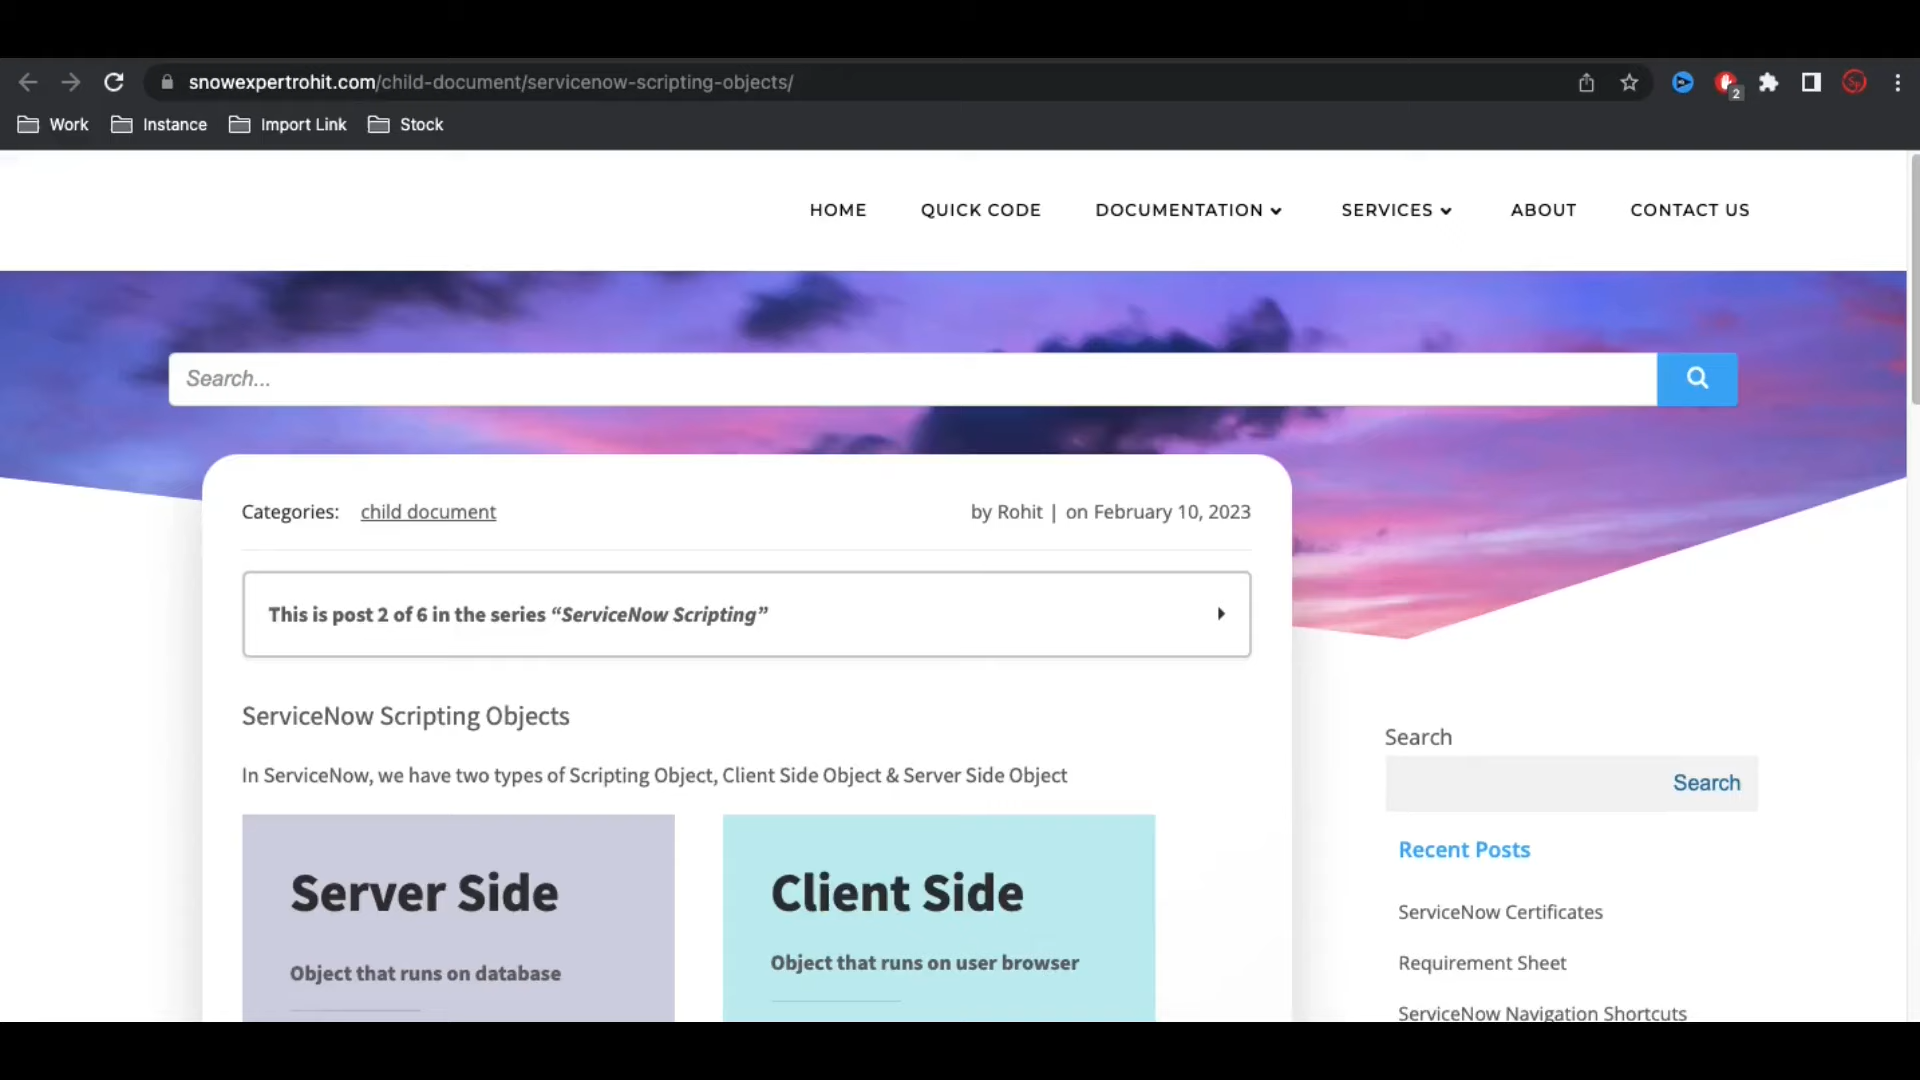 snowexpertrohit.com/child-document/servicenow-scripting-objects/
2
Work Instance Import Link Stock
HOME QUICK CODE DOCUMENTATION SERVICES ABOUT CONTACT US
Search...
Categories: child document by Rohit | on February 10, 2023
This is post 2 of 6 in the series “ServiceNow Scripting”
ServiceNow Scripting Objects
In ServiceNow, we have two types of Scripting Object, Client Side Object & Server Side Object
Server Side
Object that runs on database
Client Side
Object that runs on user browser
Search
Search
Recent Posts
ServiceNow Certificates
Requirement Sheet
ServiceNow Navigation Shortcuts